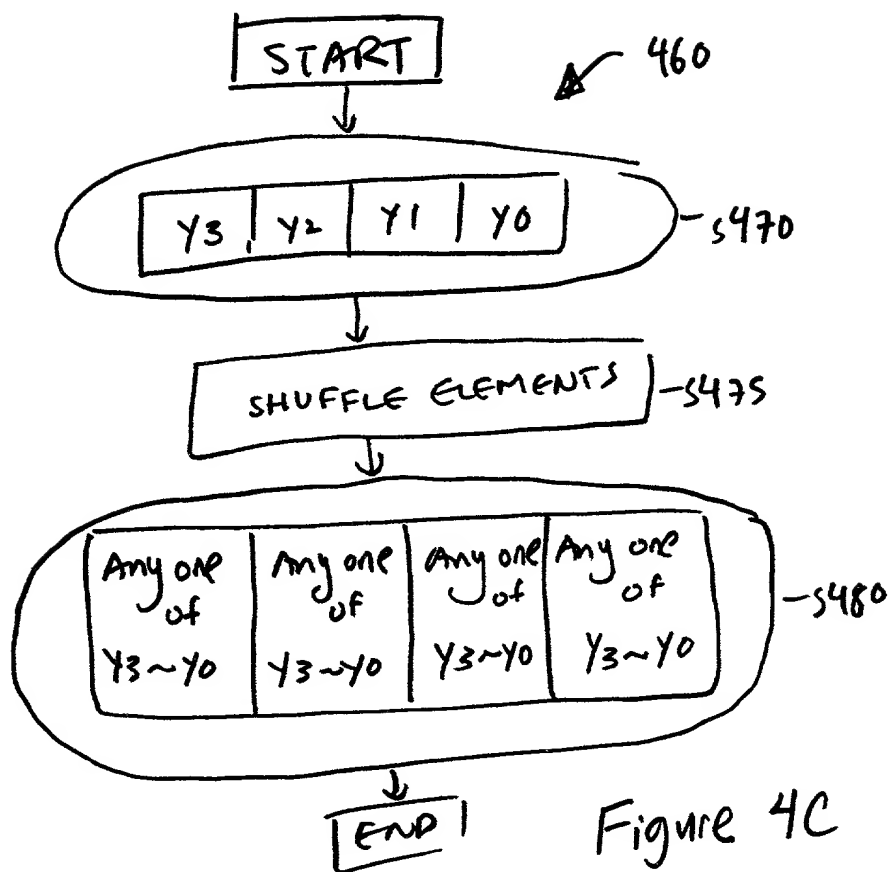 START
460
Y3 Y2 Y1 Y0
s470
SHUFFLE ELEMENTS
s475
Any one Any one Any one Any one
of of of of
Y3~Y0 Y3~Y0 Y3~Y0 Y3~Y0
s480
END
Figure 4C